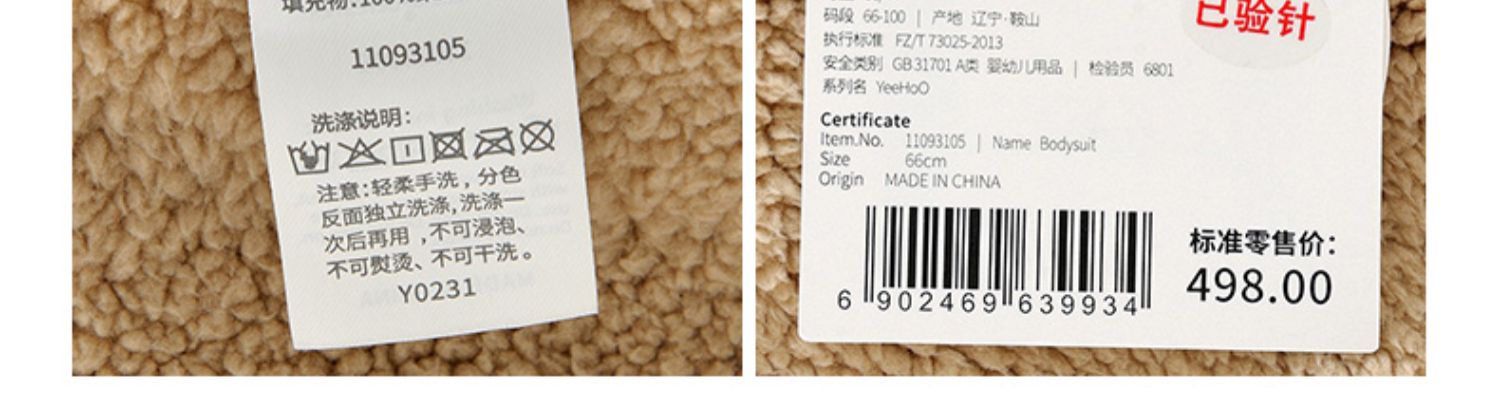 填充物:100%聚
11093105
洗涤说明:
注意:轻柔手洗，分色
反面独立洗涤,洗涤一
次后再用 ,不可浸泡、
不可熨烫、不可干洗。
Y0231
码段 66-100 | 产地 辽宁·鞍山
执行标准 FZ/T 73025-2013
安全类别 GB 31701 A类 婴幼儿用品 | 检验员 6801
系列名 YeeHoO
已验针
Certificate
Item.No. 11093105 | Name Bodysuit
Size 66cm
Origin MADE IN CHINA
6 902469 639934
标准零售价:
498.00